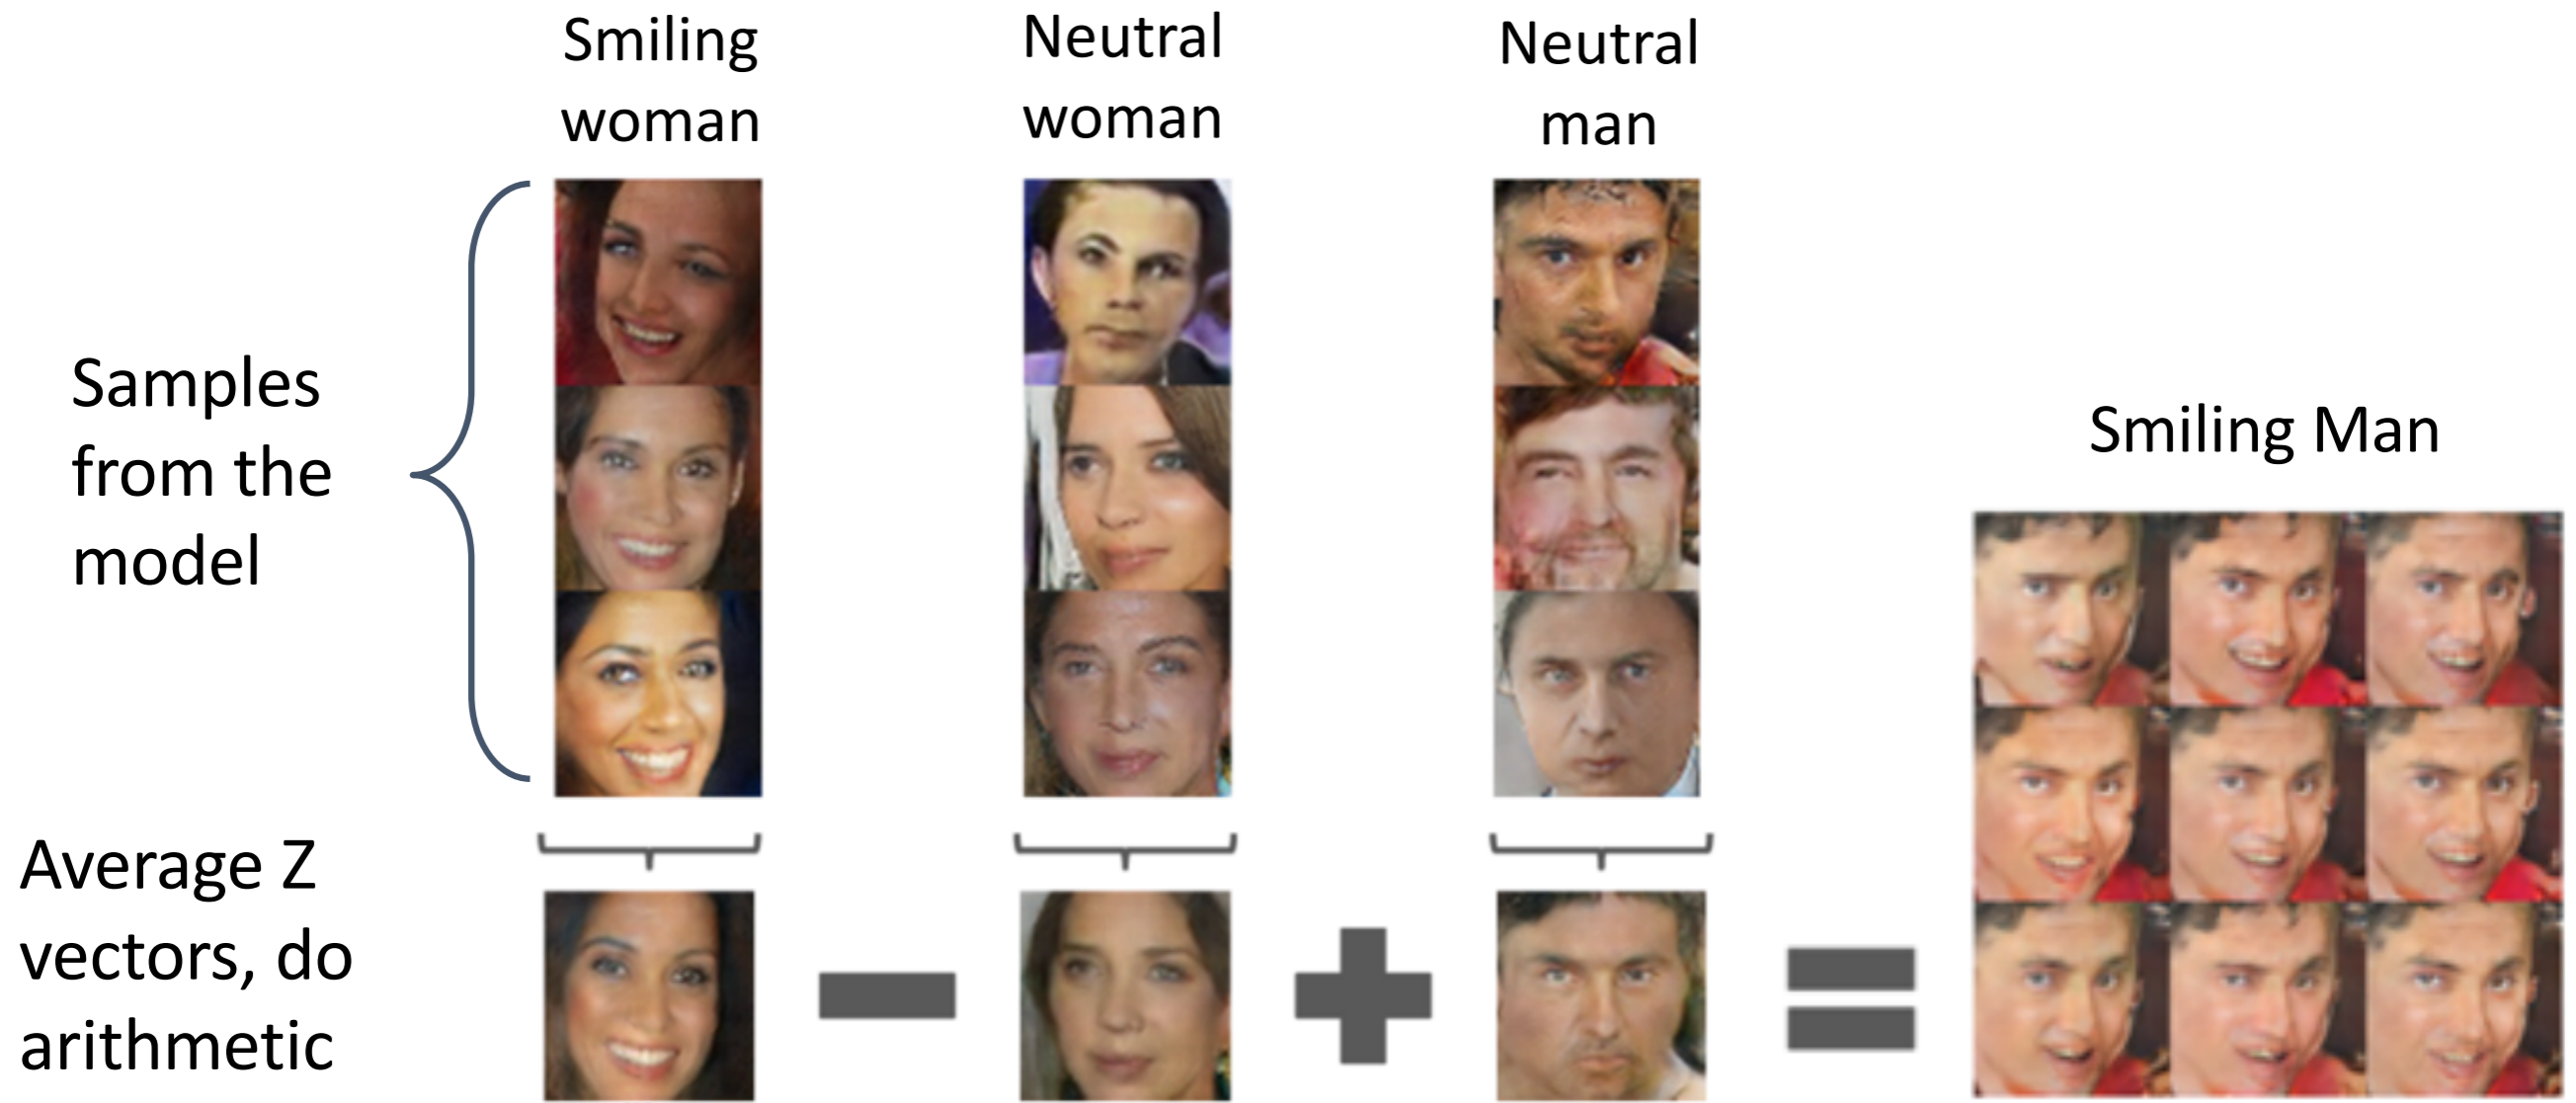 Smiling
woman
Neutral
woman
Neutral
man
Samples
from the
model
Smiling Man
Average Z
vectors, do
arithmetic